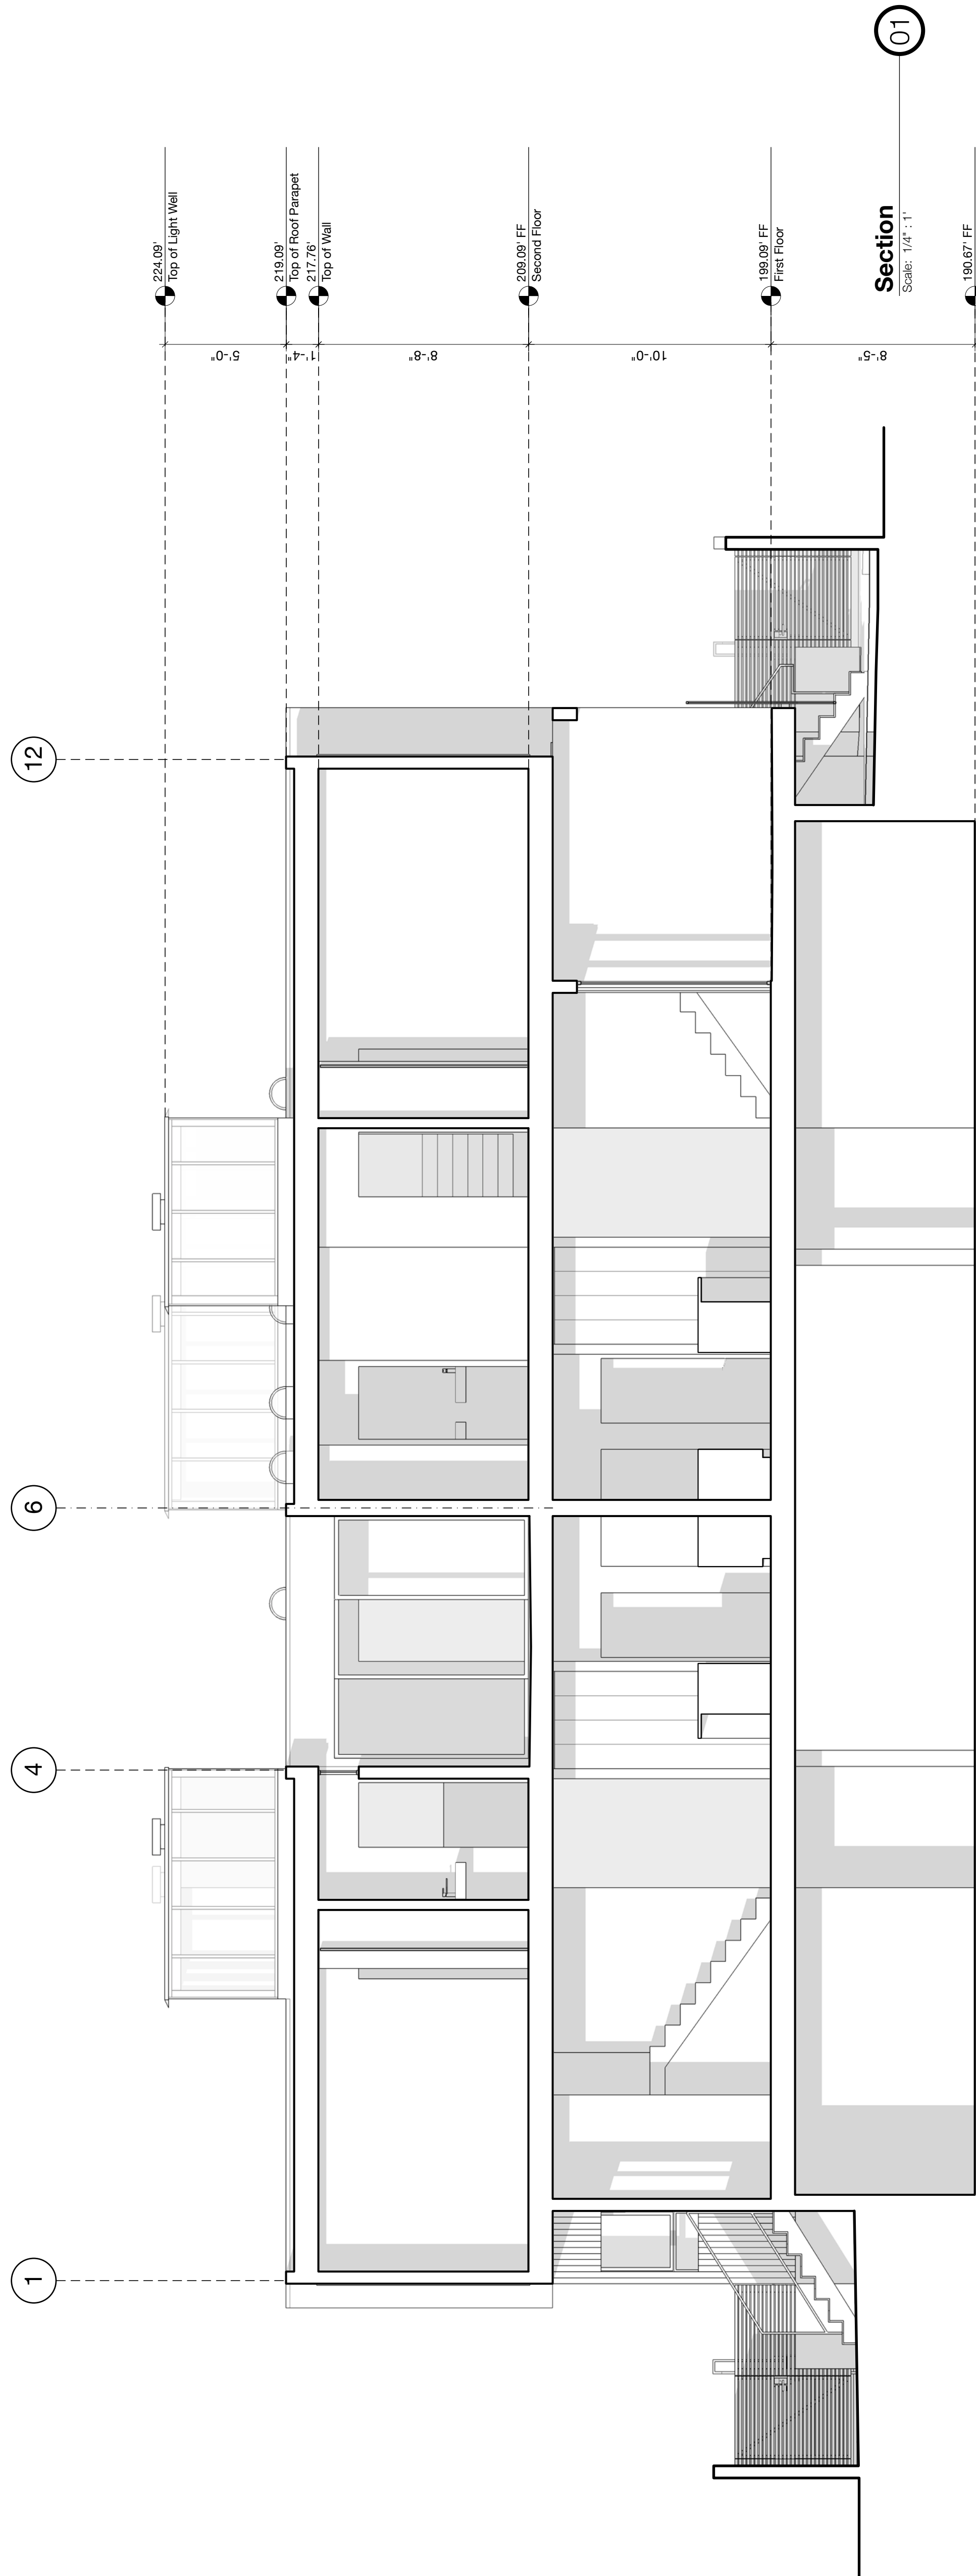 1
4
6
12
224.09'
Top of Light Well
5'-0"
219.09'
Top of Roof Parapet
1'-4"
217.76'
Top of Wall
8'-8"
209.09' FF
Second Floor
10'-0"
199.09' FF
First Floor
8'-5"
190.67' FF
Section
Scale: 1/4" : 1'
01